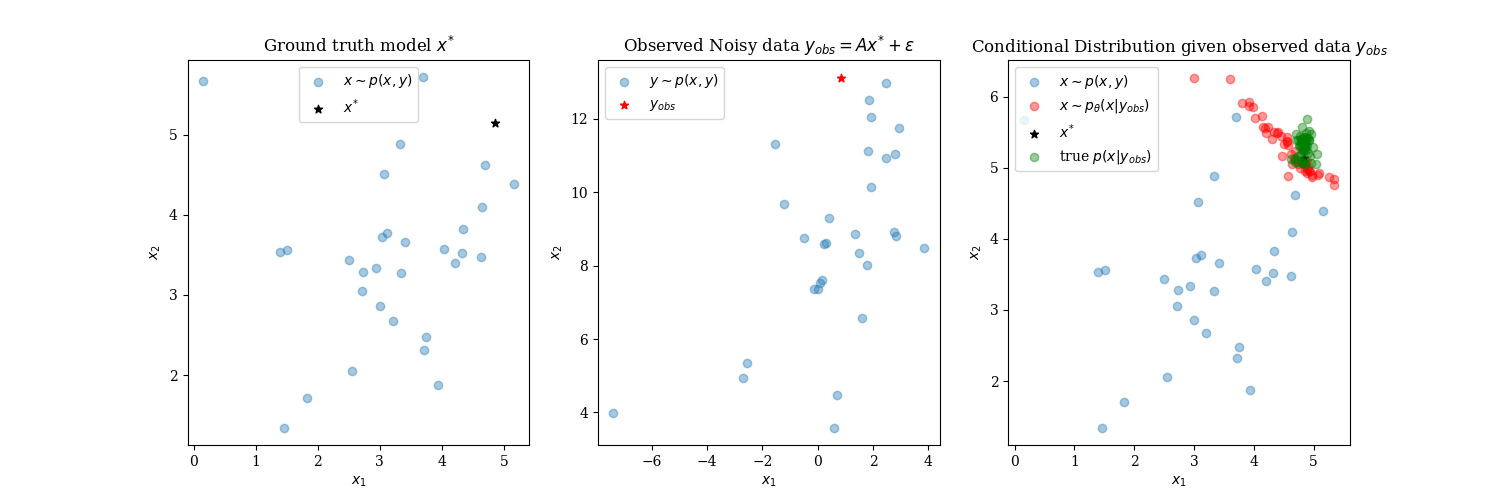 Ground truth model x*
x ~ p(x, y)
x*
5
4
3
2
x₂
0 1 2 3 4 5
x₁
Observed Noisy data y_obs = Ax* + ε
y ~ p(x, y)
y_obs
12
10
8
6
4
x₂
−6 −4 −2 0 2 4
x₁
Conditional Distribution given observed data y_obs
x ~ p(x, y)
x ~ p_θ(x|y_obs)
x*
true p(x|y_obs)
6
5
4
3
2
x₂
0 1 2 3 4 5
x₁